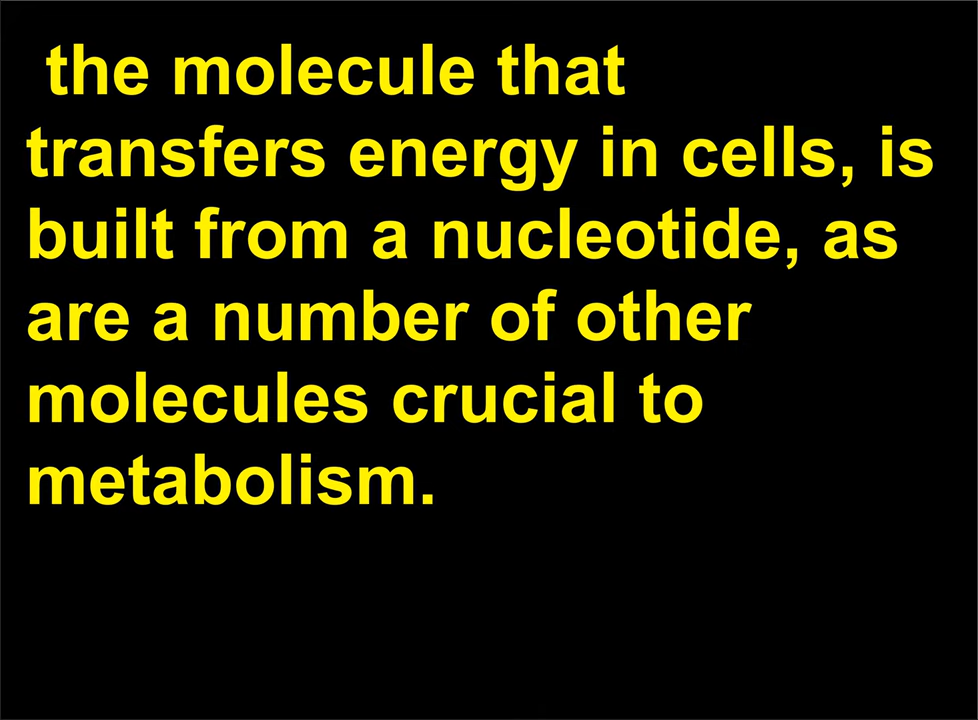 the molecule that
transfers energy in cells, is
built from a nucleotide, as
are a number of other
molecules crucial to
metabolism.